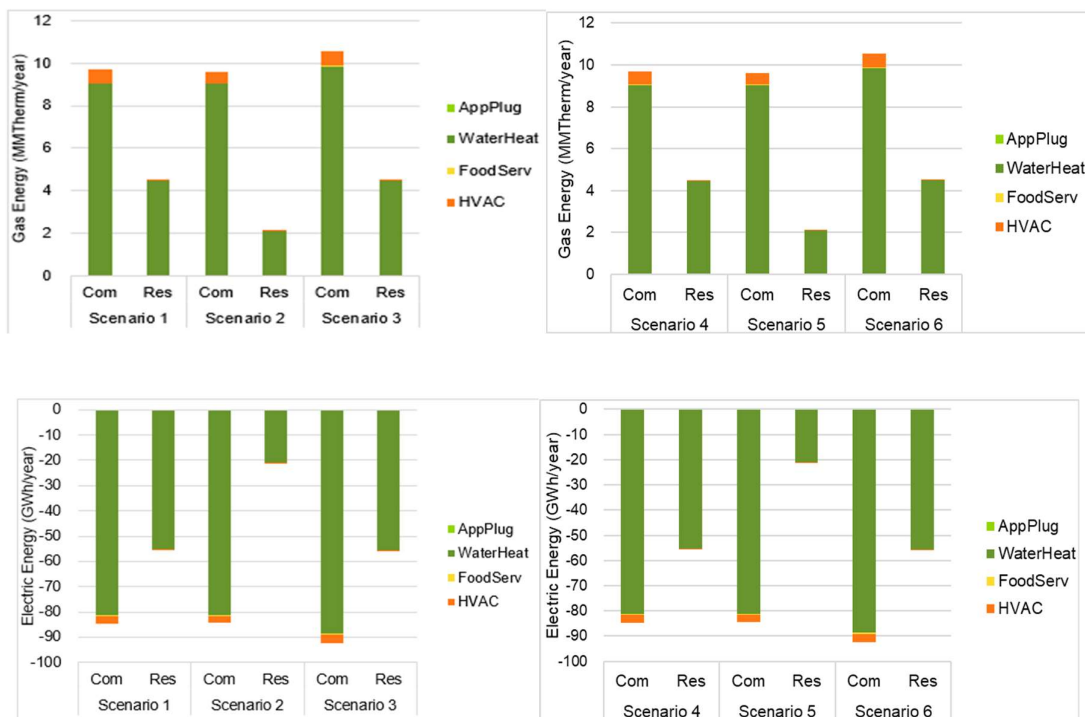 Gas Energy (MMTherm/year)
12
10
8
6
4
2
0
Com Res Com Res Com Res
Scenario 1 Scenario 2 Scenario 3
AppPlug
WaterHeat
FoodServ
HVAC
Gas Energy (MMTherm/year)
12
10
8
6
4
2
0
Com Res Com Res Com Res
Scenario 4 Scenario 5 Scenario 6
AppPlug
WaterHeat
FoodServ
HVAC
Electric Energy (GWh/year)
0
-10
-20
-30
-40
-50
-60
-70
-80
-90
-100
Com Res Com Res Com Res
Scenario 1 Scenario 2 Scenario 3
AppPlug
WaterHeat
FoodServ
HVAC
Electric Energy (GWh/year)
0
-10
-20
-30
-40
-50
-60
-70
-80
-90
-100
Com Res Com Res Com Res
Scenario 4 Scenario 5 Scenario 6
AppPlug
WaterHeat
FoodServ
HVAC